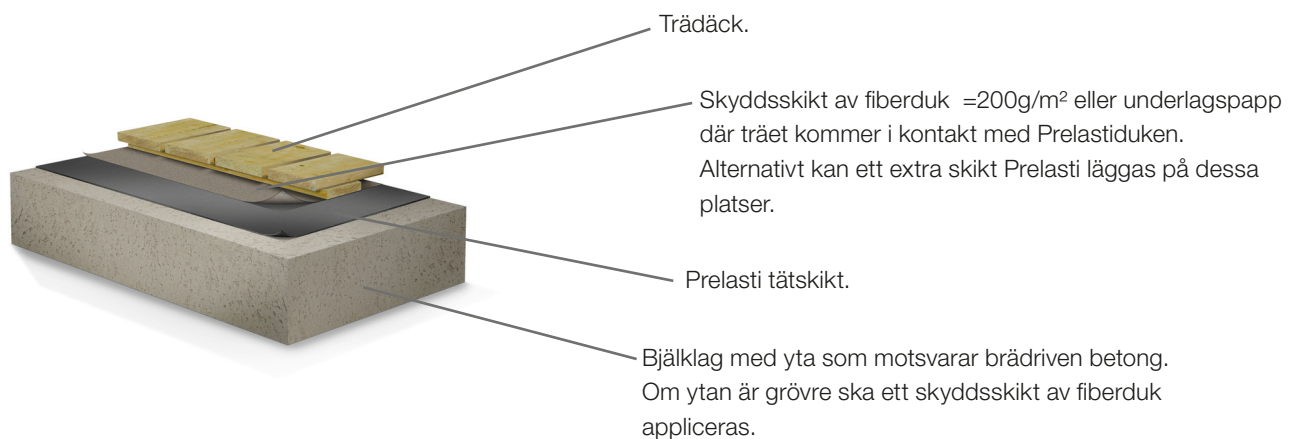 Trädäck.
Skyddsskikt av fiberduk  =200g/m² eller underlagspapp
där träet kommer i kontakt med Prelastiduken.
Alternativt kan ett extra skikt Prelasti läggas på dessa
platser.
Prelasti tätskikt.
Bjälklag med yta som motsvarar brädriven betong.
Om ytan är grövre ska ett skyddsskikt av fiberduk
appliceras.